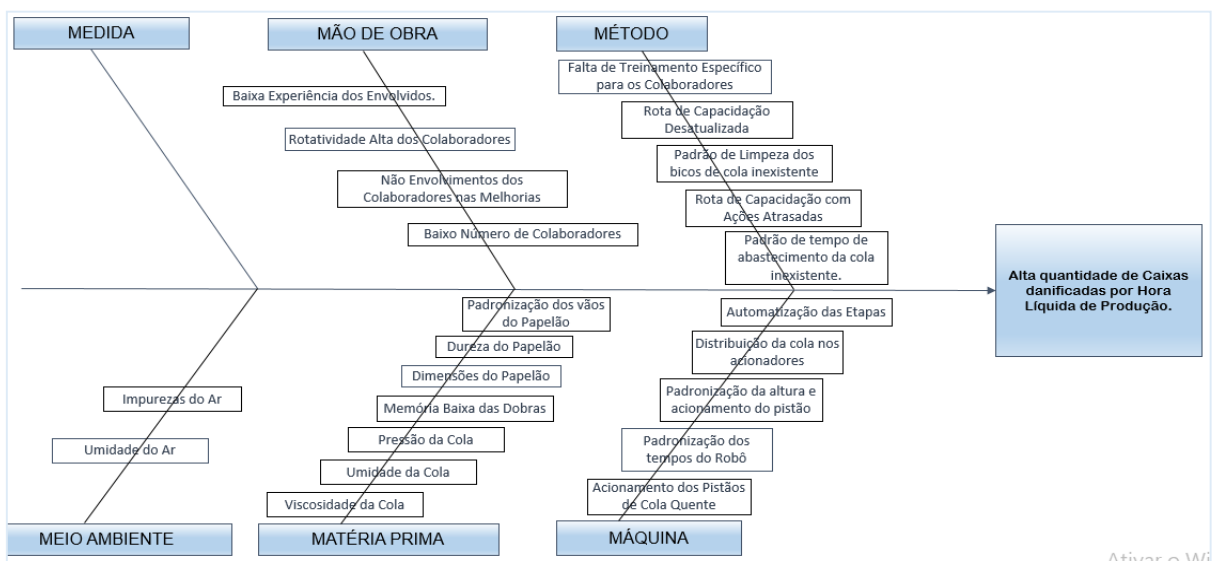 MEDIDA
MÃO DE OBRA
MÉTODO
Falta de Treinamento Específico
para os Colaboradores
Baixa Experiência dos Envolvidos.
Rota de Capacidação
Desatualizada
Rotatividade Alta dos Colaboradores
Padrão de Limpeza dos
bicos de cola inexistente
Não Envolvimentos dos
Colaboradores nas Melhorias
Rota de Capacidação com
Ações Atrasadas
Baixo Número de Colaboradores
Padrão de tempo de
abastecimento da cola
inexistente.
Alta quantidade de Caixas
danificadas por Hora
Líquida de Produção.
Padronização dos vãos
do Papelão
Automatização das Etapas
Dureza do Papelão
Distribuição da cola nos
acionadores
Dimensões do Papelão
Impurezas do Ar
Memória Baixa das Dobras
Padronização da altura e
acionamento do pistão
Umidade do Ar
Pressão da Cola
Padronização dos
tempos do Robô
Umidade da Cola
Viscosidade da Cola
Acionamento dos Pistãos
de Cola Quente
MEIO AMBIENTE
MATÉRIA PRIMA
MÁQUINA
Ativar o Wi